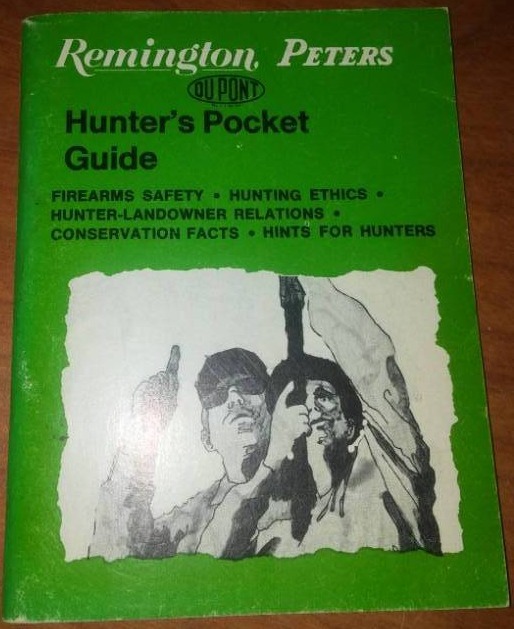 Remington, PETERS
DU PONT
Hunter's Pocket
Guide
FIREARMS SAFETY • HUNTING ETHICS •
HUNTER-LANDOWNER RELATIONS •
CONSERVATION FACTS • HINTS FOR HUNTERS